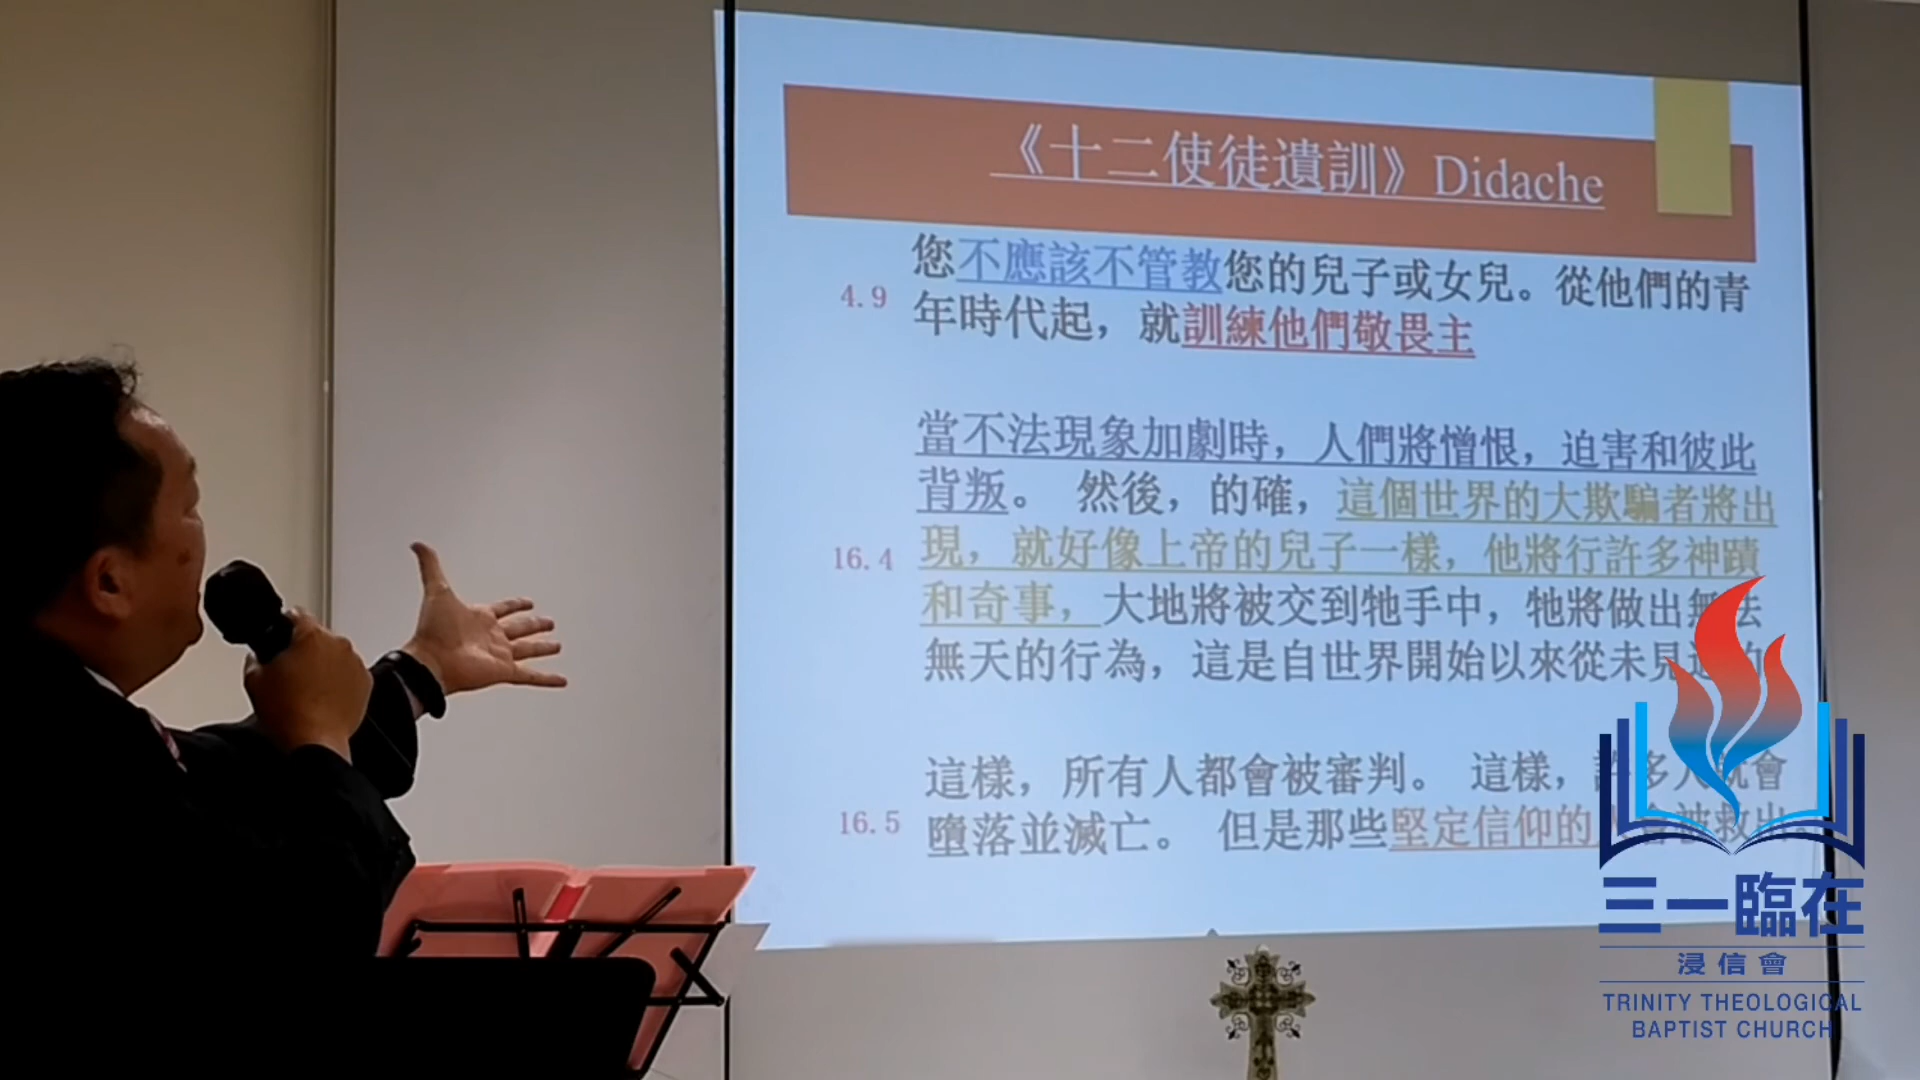 《十二使徒遺訓》Didache
您不應該不管教您的兒子或女兒。從他們的青
4.9
年時代起，就訓練他們敬畏主
當不法現象加劇時，人們將憎恨，迫害和彼此
背叛。 然後，的確，這個世界的大欺騙者將出
16.4
現，就好像上帝的兒子一樣，他將行許多神蹟
和奇事，大地將被交到牠手中，牠將做出無法
無天的行為，這是自世界開始以來從未見過的
這樣，所有人都會被審判。 這樣，許多人就會
16.5
墮落並滅亡。 但是那些堅定信仰的
三一臨在
浸信會
TRINITY THEOLOGICAL
BAPTIST CHURCH